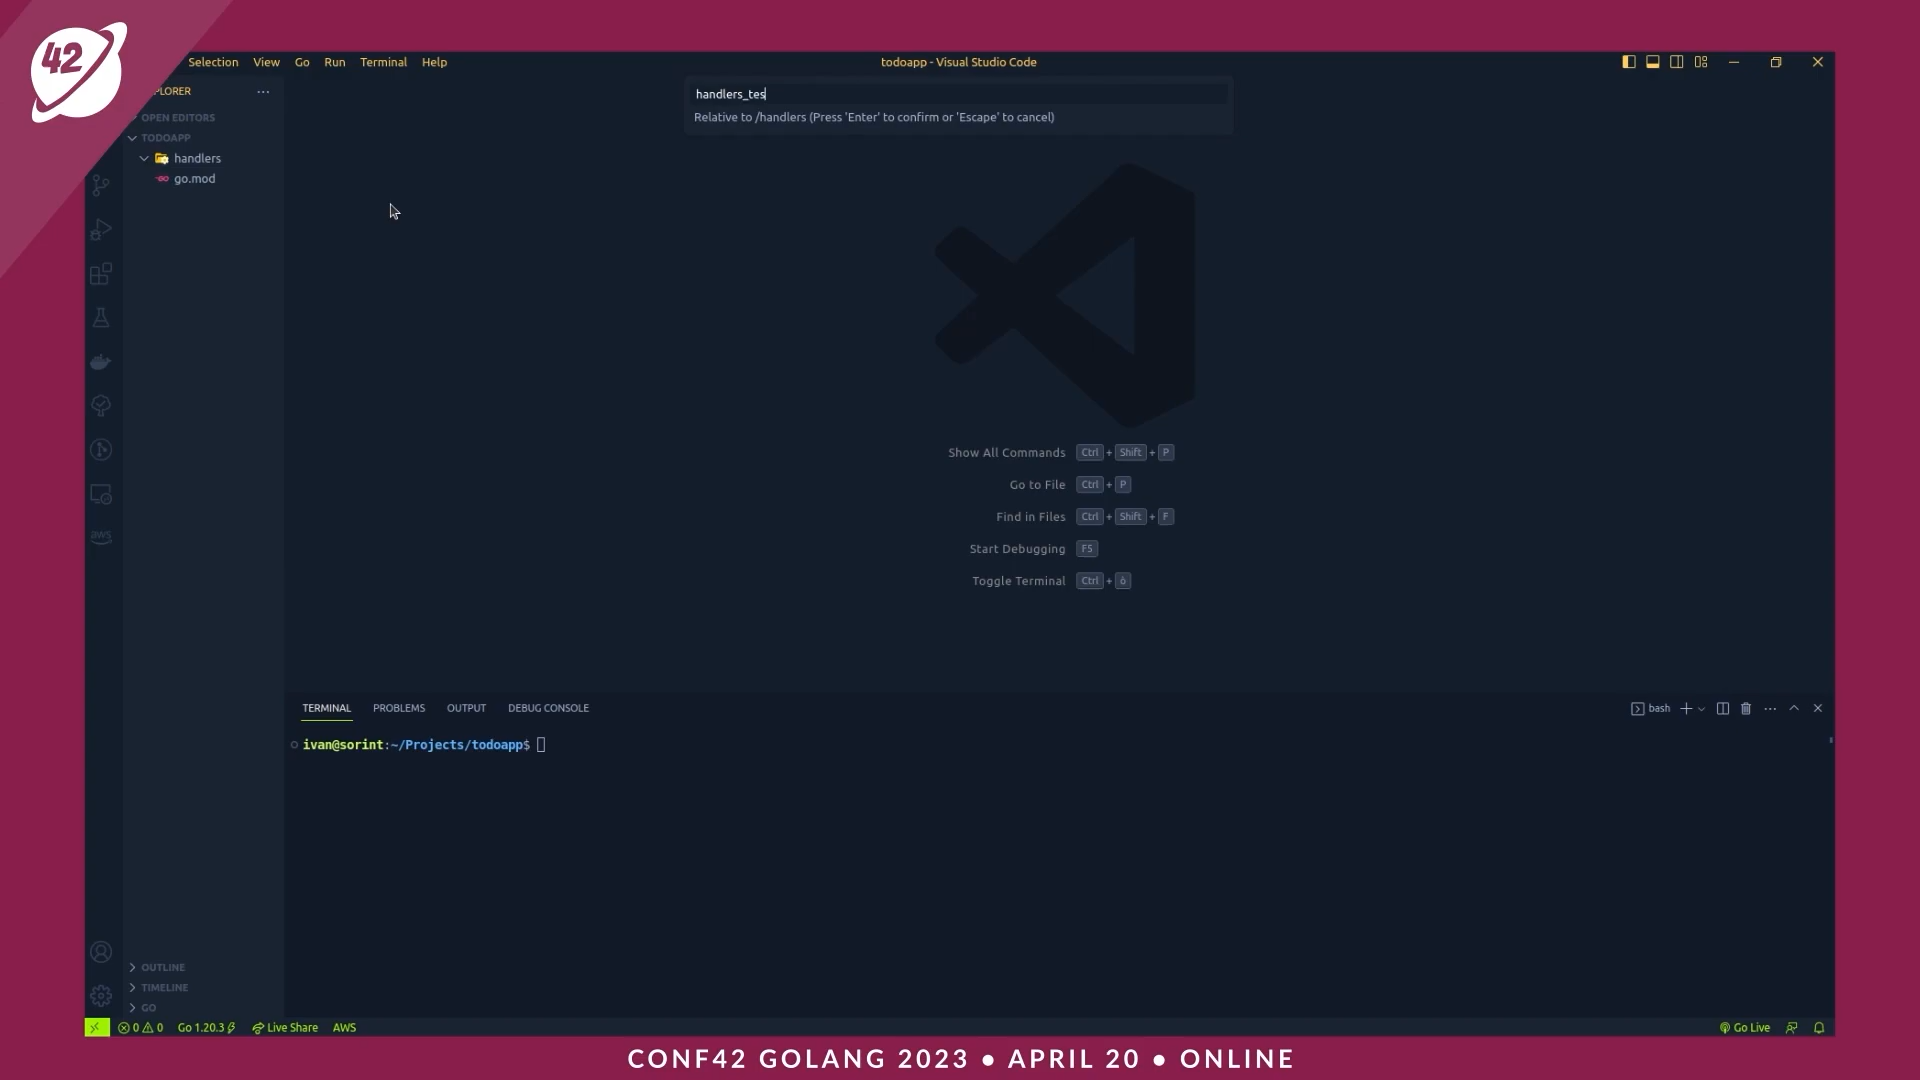 42
Selection View Go Run Terminal Help
todoapp - Visual Studio Code
PLORER
handlers_tes
Relative to /handlers (Press 'Enter' to confirm or 'Escape' to cancel)
OPEN EDITORS
TODOAPP
handlers
go.mod
Show All Commands Ctrl + Shift + P
Go to File Ctrl + P
Find in Files Ctrl + Shift + F
Start Debugging F5
Toggle Terminal Ctrl + ò
aws
TERMINAL PROBLEMS OUTPUT DEBUG CONSOLE
bash
ivan@sorint:~/Projects/todoapp$
OUTLINE
TIMELINE
GO
0 0 Go 1.20.3 Live Share AWS
Go Live
CONF42 GOLANG 2023 ● APRIL 20 ● ONLINE